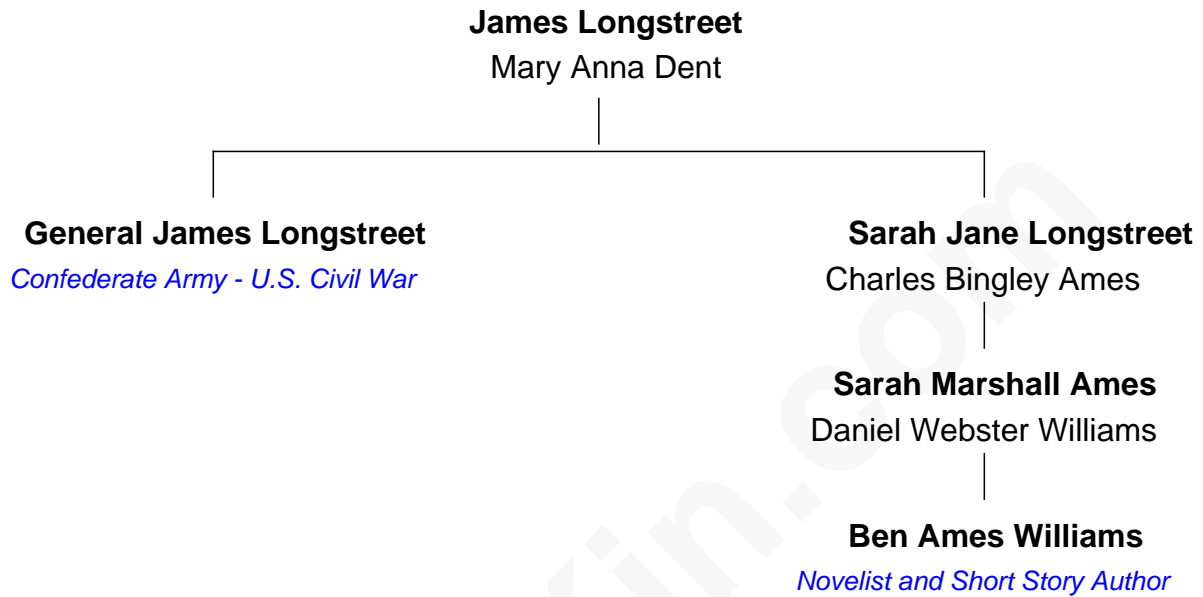 James Longstreet
Mary Anna Dent
General James Longstreet
Confederate Army - U.S. Civil War
Sarah Jane Longstreet
Charles Bingley Ames
Sarah Marshall Ames
Daniel Webster Williams
Ben Ames Williams
Novelist and Short Story Author